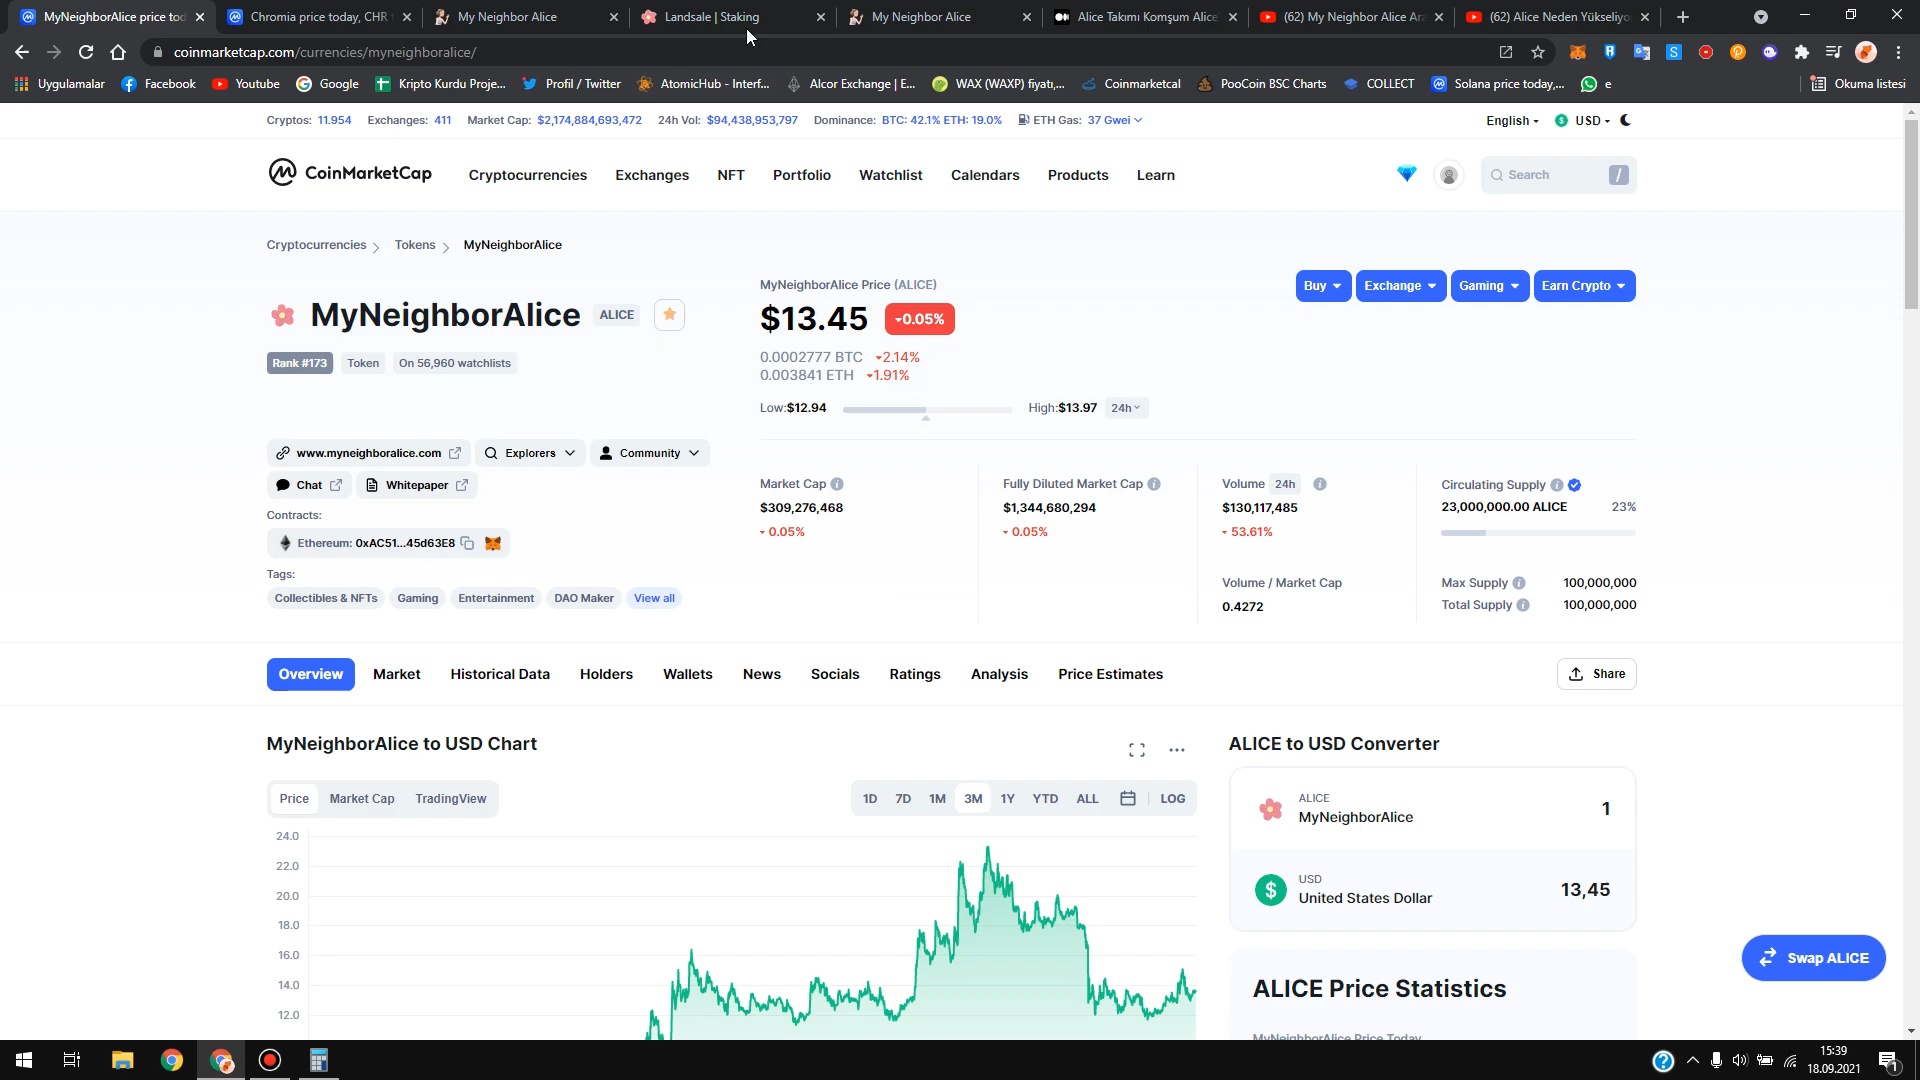 MyNeighborAlice price tod
Chromia price today, CHR
My Neighbor Alice
Landsale | Staking
My Neighbor Alice
Alice Takımı Komşum Alice
(62) My Neighbor Alice Ar
(62) Alice Neden Yükseliyo
coinmarketcap.com/currencies/myneighboralice/
Uygulamalar
Facebook
Youtube
Google
Kripto Kurdu Proje...
Profil / Twitter
AtomicHub - Interf...
Alcor Exchange | E...
WAX (WAXP) fiyatı,...
Coinmarketcal
PooCoin BSC Charts
COLLECT
Solana price today,...
e
Okuma listesi
Cryptos: 11.954 Exchanges: 411 Market Cap: $2,174,884,693,472 24h Vol: $94,438,953,797 Dominance: BTC: 42.1% ETH: 19.0% ETH Gas: 37 Gwei
English USD
CoinMarketCap
Cryptocurrencies Exchanges NFT Portfolio Watchlist Calendars Products Learn
Search /
Cryptocurrencies > Tokens > MyNeighborAlice
MyNeighborAlice ALICE
Rank #173 Token On 56,960 watchlists
MyNeighborAlice Price (ALICE)
$13.45 0.05%
0.0002777 BTC 2.14%
0.003841 ETH 1.91%
Low:$12.94 High:$13.97 24h
Buy Exchange Gaming Earn Crypto
www.myneighboralice.com Explorers Community
Chat Whitepaper
Contracts:
Ethereum: 0xAC51...45d63E8
Tags:
Collectibles & NFTs Gaming Entertainment DAO Maker View all
Market Cap
$309,276,468
0.05%
Fully Diluted Market Cap
$1,344,680,294
0.05%
Volume 24h
$130,117,485
53.61%
Volume / Market Cap
0.4272
Circulating Supply
23,000,000.00 ALICE 23%
Max Supply 100,000,000
Total Supply 100,000,000
Overview Market Historical Data Holders Wallets News Socials Ratings Analysis Price Estimates
Share
MyNeighborAlice to USD Chart
Price Market Cap TradingView
1D 7D 1M 3M 1Y YTD ALL LOG
24.0
22.0
20.0
18.0
16.0
14.0
12.0
ALICE to USD Converter
ALICE
MyNeighborAlice 1
USD
United States Dollar 13,45
Swap ALICE
ALICE Price Statistics
MyNeighborAlice Price Today
15:39
18.09.2021
1